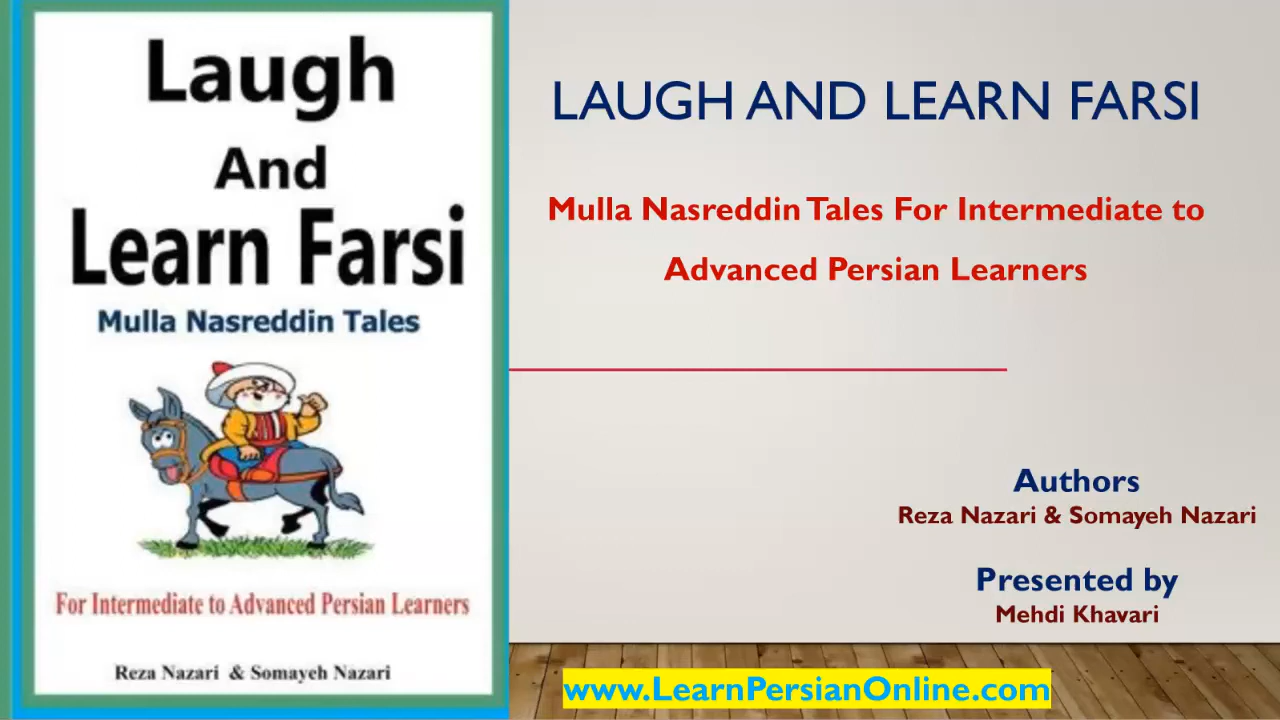 Laugh
And
Learn Farsi
Mulla Nasreddin Tales
For Intermediate to Advanced Persian Learners
Reza Nazari & Somayeh Nazari
LAUGH AND LEARN FARSI
Mulla Nasreddin Tales For Intermediate to
Advanced Persian Learners
Authors
Reza Nazari & Somayeh Nazari
Presented by
Mehdi Khavari
www.LearnPersianOnline.com